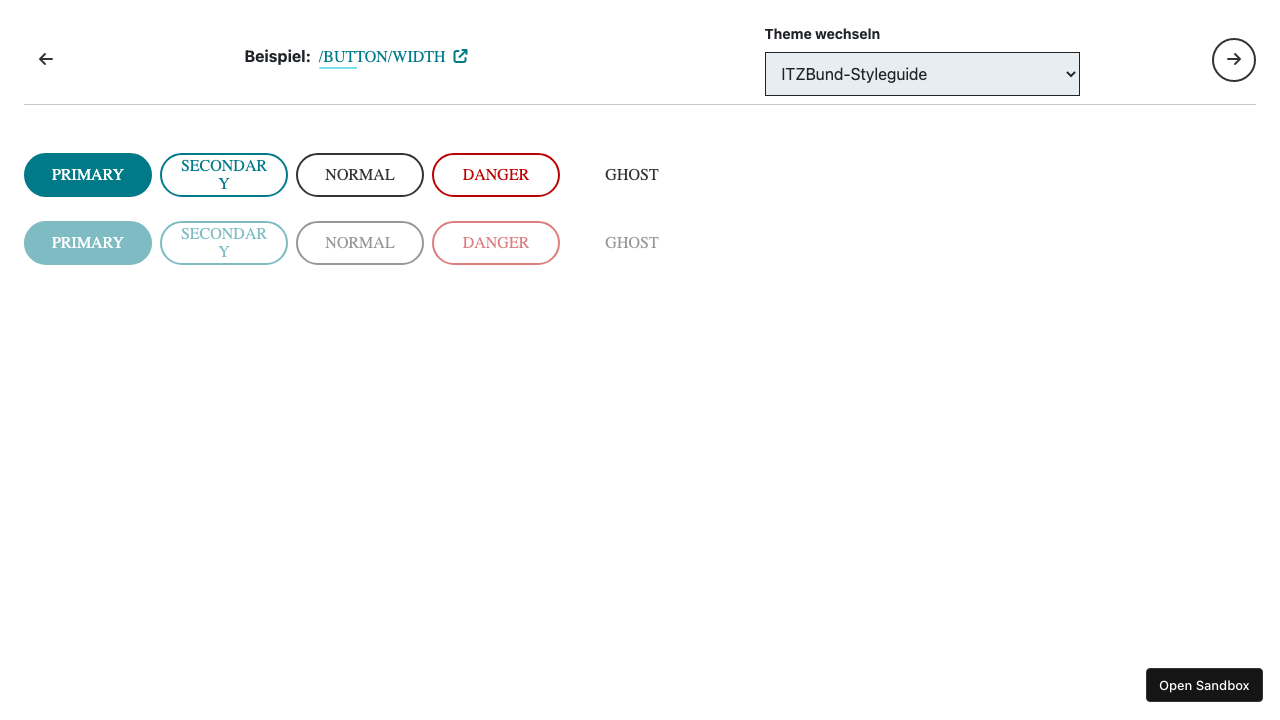 Theme wechseln
Beispiel: /BUTTON/WIDTH
ITZBund-Styleguide
PRIMARY SECONDAR NORMAL DANGER GHOST
Y
PRIMARY SECONDAR NORMAL DANGER GHOST
Y
Open Sandbox